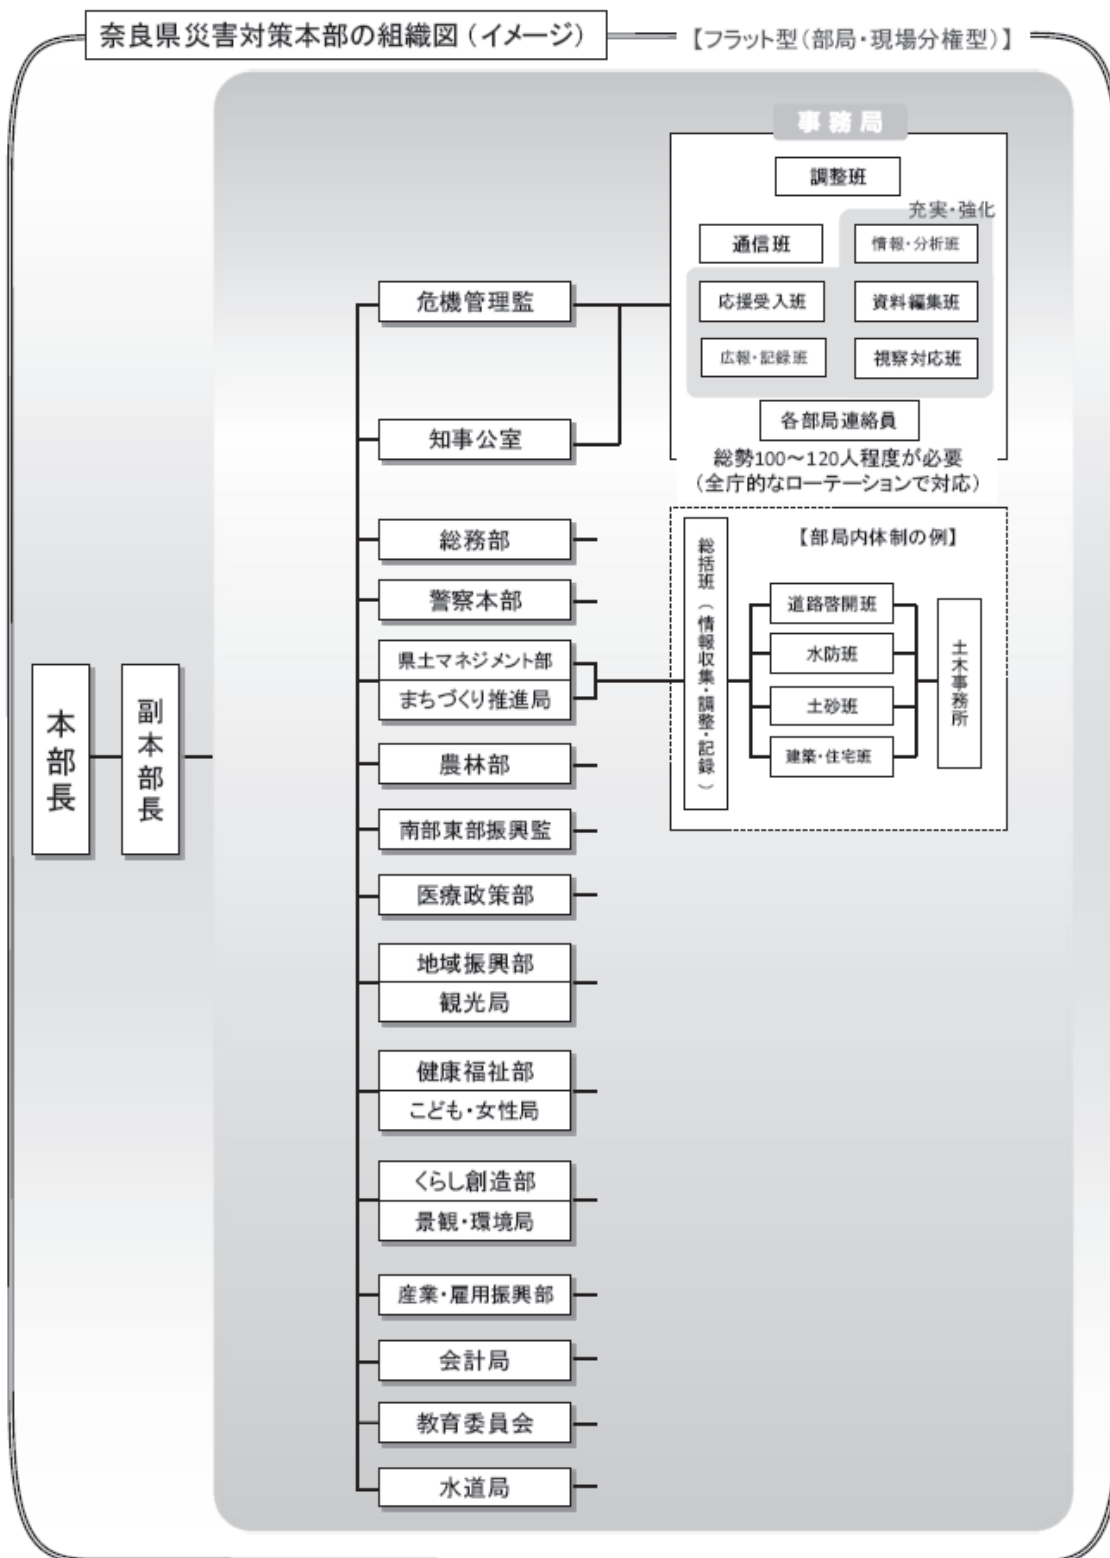 奈良県災害対策本部の組織図(イメージ)
【フラット型(部局・現場分権型)】
事務局
調整班
充実・強化
通信班
情報・分析班
応援受入班
資料編集班
広報・記録班
視察対応班
各部局連絡員
総勢100～120人程度が必要
(全庁的なローテーションで対応)
本部長
副本部長
危機管理監
知事公室
総務部
警察本部
県土マネジメント部
まちづくり推進局
農林部
南部東部振興監
医療政策部
地域振興部
観光局
健康福祉部
こども・女性局
くらし創造部
景観・環境局
産業・雇用振興部
会計局
教育委員会
水道局
【部局内体制の例】
総括班(情報収集・調整・記録)
道路啓開班
水防班
土砂班
建築・住宅班
土木事務所